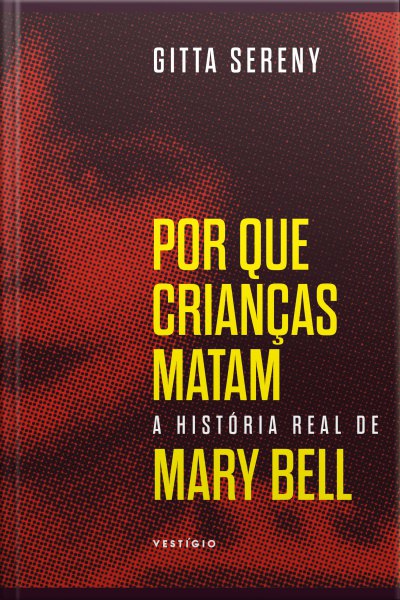 GITTA SERENY
POR QUE
CRIANÇAS
MATAM
A HISTÓRIA REAL DE
MARY BELL
VESTÍGIO